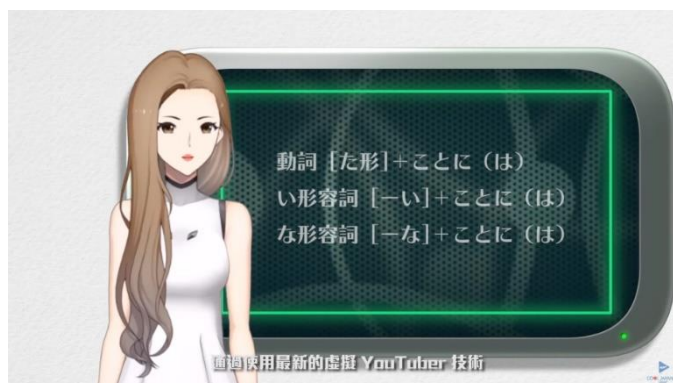 動詞［た形］+ことに（は）
い形容詞［ーい］+ことに（は）
な形容詞［ーな］+ことに（は）
通過使用最新的虛擬 YouTuber 技術